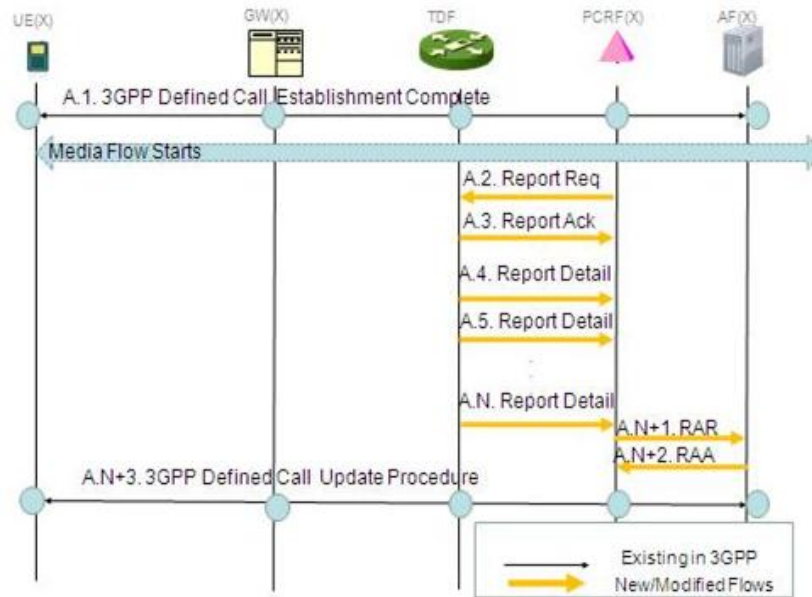 UE(X)
GW(X)
TDF
PCRF(X)
AF(X)
A.1. 3GPP Defined Call Establishment Complete
Media Flow Starts
A.2. Report Req
A.3. Report Ack
A.4. Report Detail
A.5. Report Detail
A.N. Report Detail
A.N+1. RAR
A.N+2. RAA
A.N+3. 3GPP Defined Call Update Procedure
Existing in 3GPP
New/Modified Flows